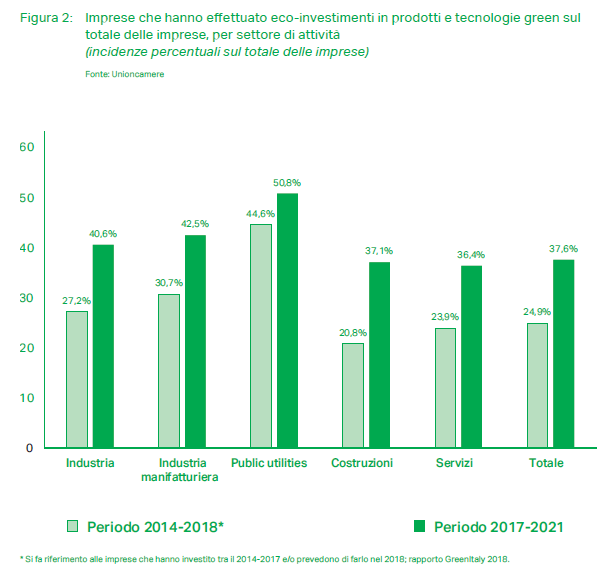 Figura 2: Imprese che hanno effettuato eco-investimenti in prodotti e tecnologie green sul
totale delle imprese, per settore di attività
(incidenze percentuali sul totale delle imprese)
Fonte: Unioncamere
60
50
40
30
20
10
0
27,2%
40,6%
30,7%
42,5%
44,6%
50,8%
20,8%
37,1%
23,9%
36,4%
24,9%
37,6%
Industria
Industria
manifatturiera
Public utilities
Costruzioni
Servizi
Totale
Periodo 2014-2018*
Periodo 2017-2021
* Si fa riferimento alle imprese che hanno investito tra il 2014-2017 e/o prevedono di farlo nel 2018; rapporto GreenItaly 2018.